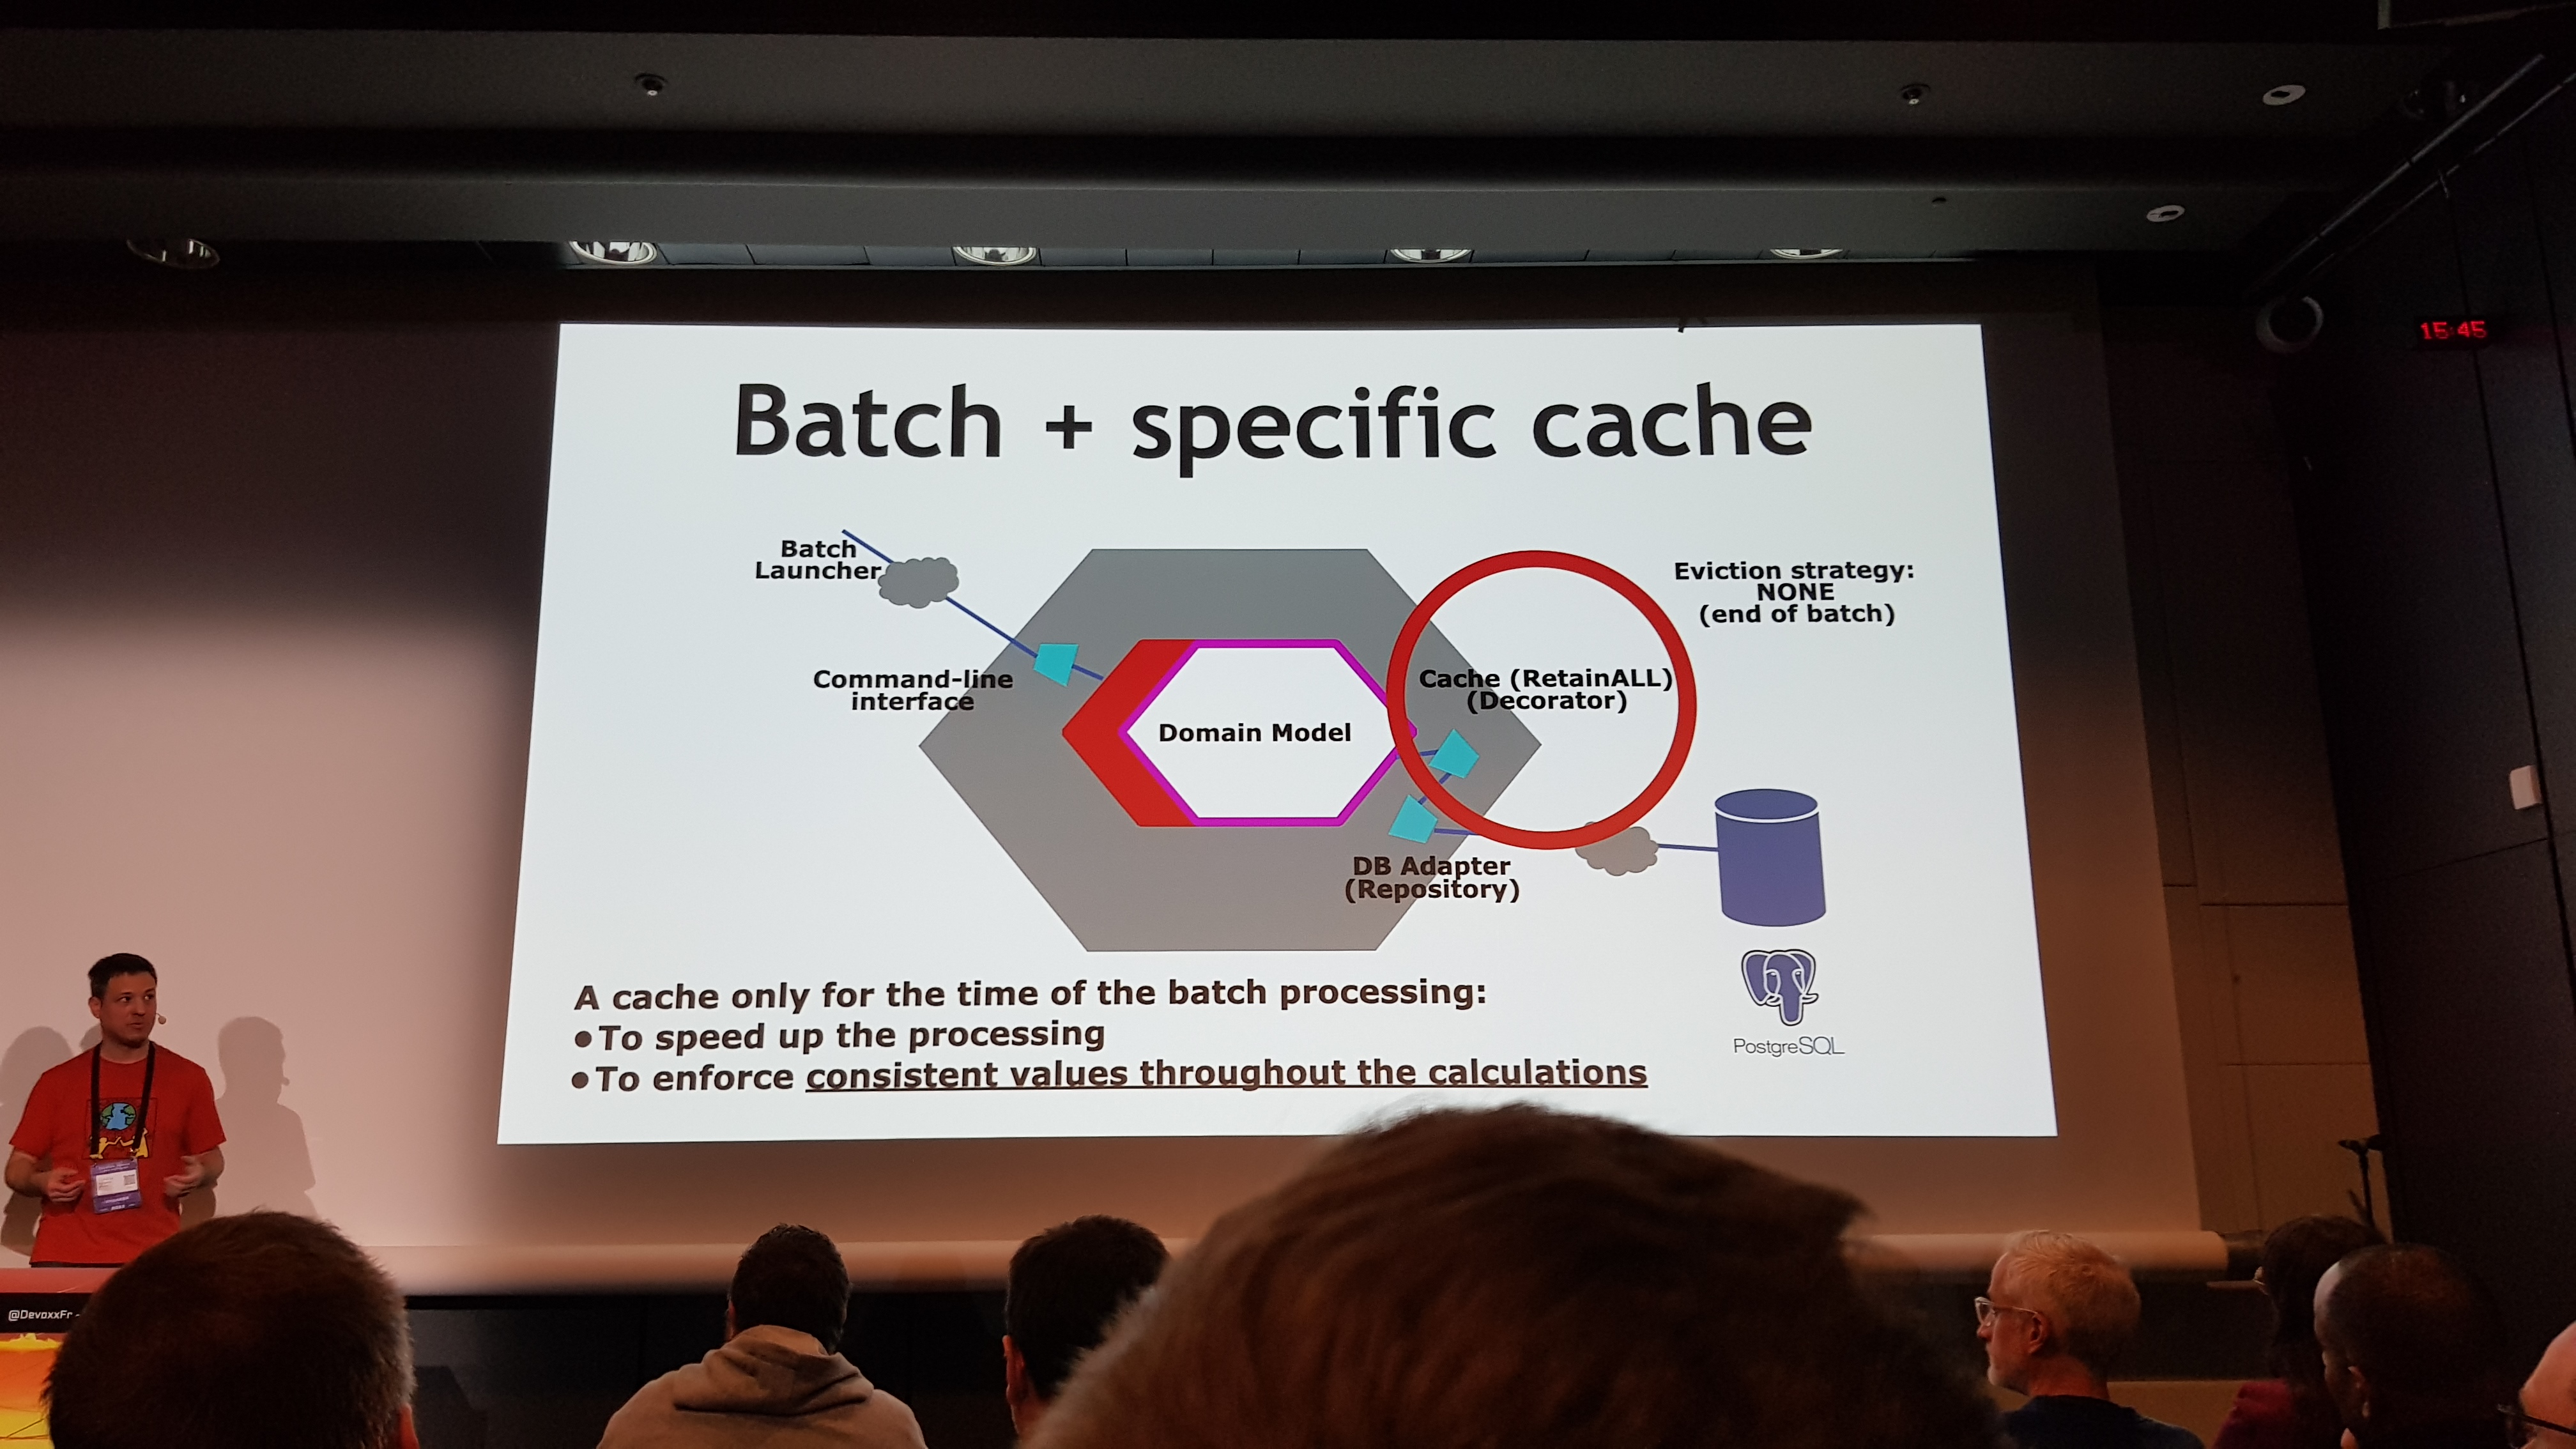 15:45
Batch + specific cache
Batch
Launcher
Eviction strategy:
NONE
(end of batch)
Command-line
interface
Cache (RetainALL)
(Decorator)
Domain Model
DB Adapter
(Repository)
A cache only for the time of the batch processing:
●To speed up the processing
●To enforce consistent values throughout the calculations
PostgreSQL
@DevoxxFr